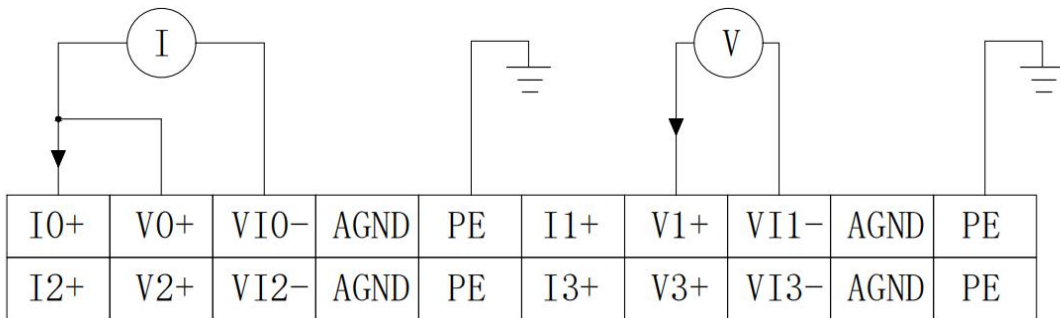 I V
I0+ V0+ VI0- AGND PE I1+ V1+ VI1- AGND PE
I2+ V2+ VI2- AGND PE I3+ V3+ VI3- AGND PE